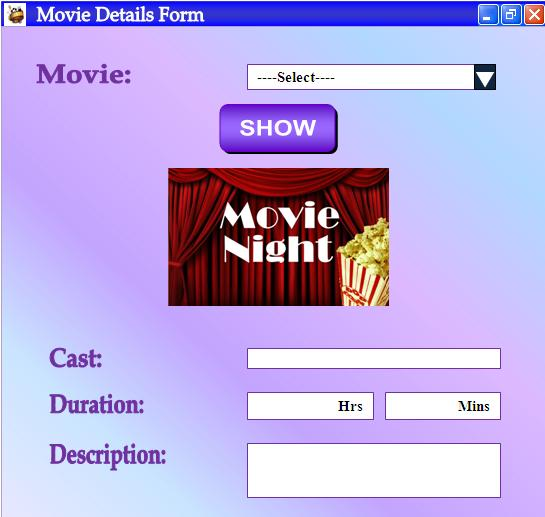 Movie Details Form
Movie:
----Select----
SHOW
Movie
Night
Cast:
Duration:
Hrs
Mins
Description: